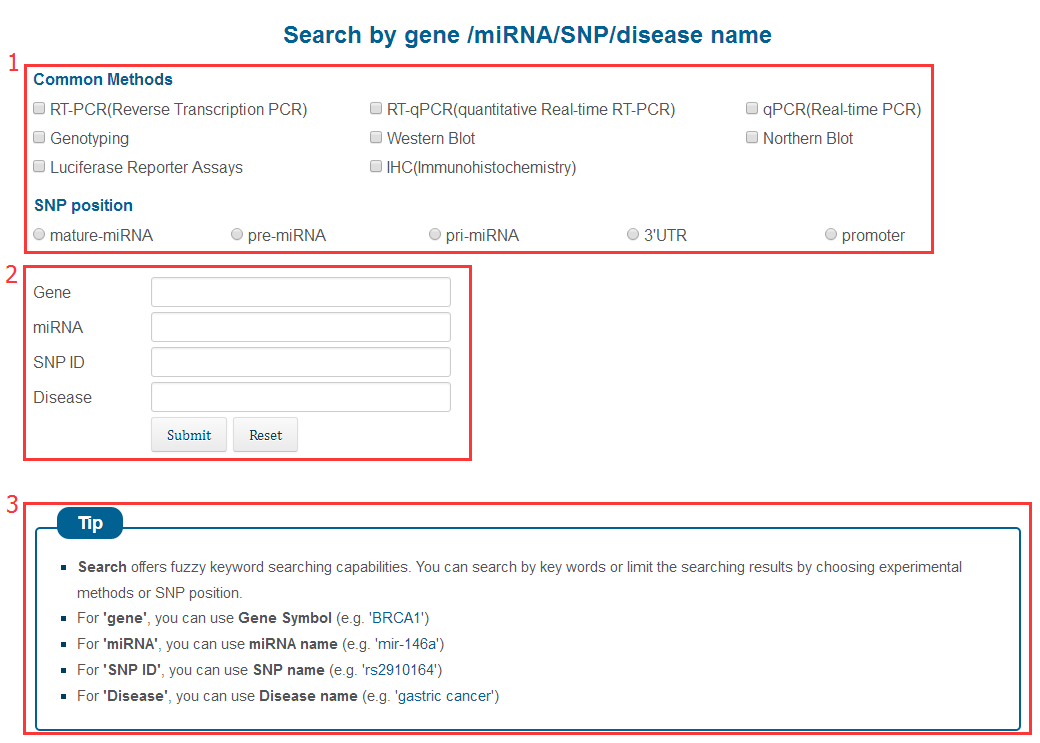 Search by gene /miRNA/SNP/disease name
1
Common Methods
RT-PCR(Reverse Transcription PCR) RT-qPCR(quantitative Real-time RT-PCR) qPCR(Real-time PCR)
Genotyping Western Blot Northern Blot
Luciferase Reporter Assays IHC(Immunohistochemistry)
SNP position
mature-miRNA pre-miRNA pri-miRNA 3'UTR promoter
2
Gene
miRNA
SNP ID
Disease
Submit Reset
3
Tip
Search offers fuzzy keyword searching capabilities. You can search by key words or limit the searching results by choosing experimental
methods or SNP position.
For 'gene', you can use Gene Symbol (e.g. 'BRCA1')
For 'miRNA', you can use miRNA name (e.g. 'mir-146a')
For 'SNP ID', you can use SNP name (e.g. 'rs2910164')
For 'Disease', you can use Disease name (e.g. 'gastric cancer')